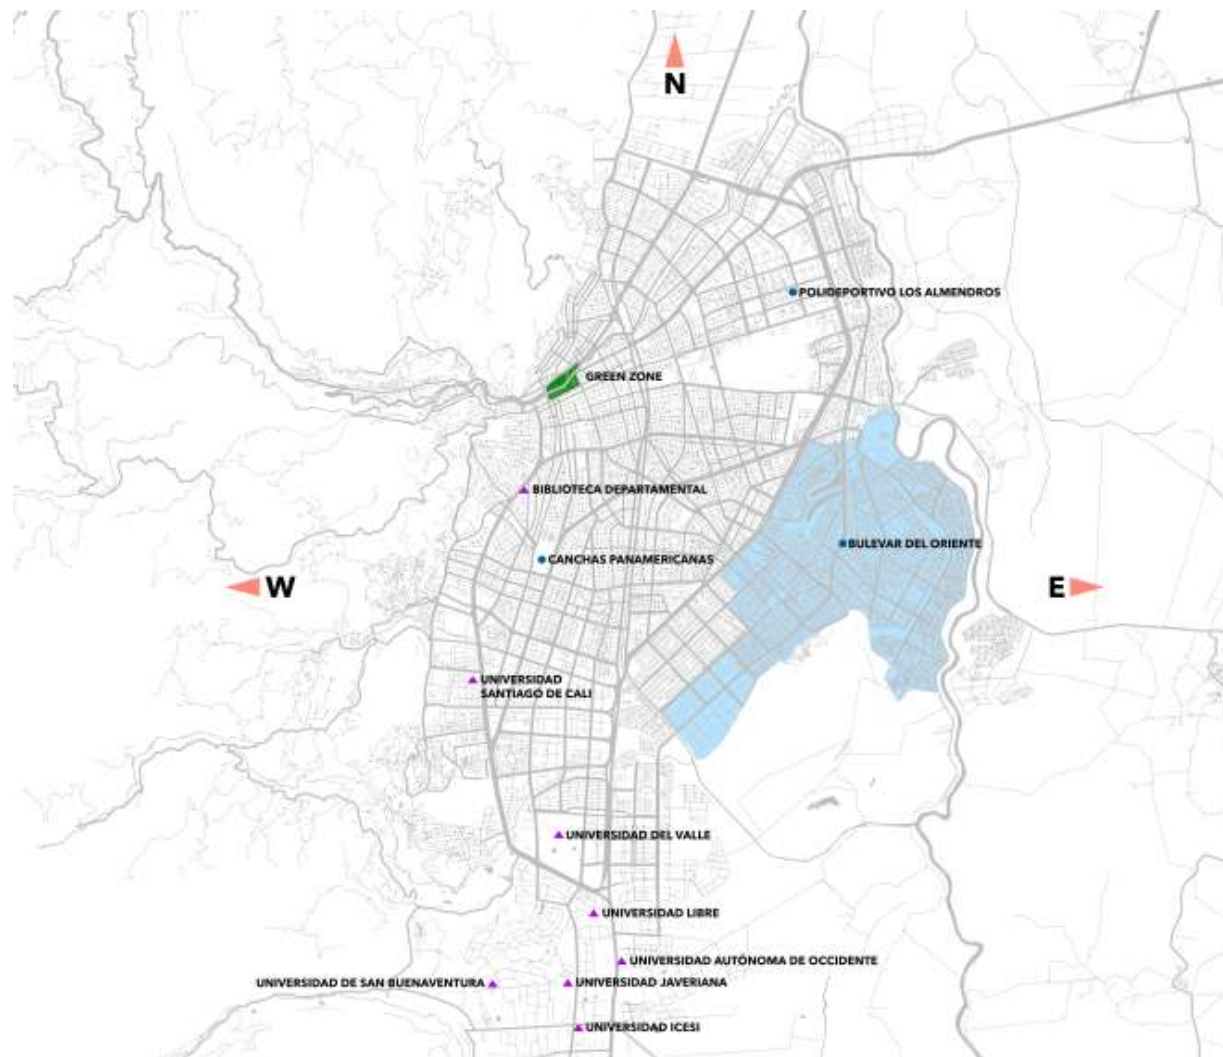 N
POLIDEPORTIVO LOS ALMENDROS
GREEN ZONE
BIBLIOTECA DEPARTAMENTAL
BULEVAR DEL ORIENTE
CANCHAS PANAMERICANAS
W
E
UNIVERSIDAD
SANTIAGO DE CALI
UNIVERSIDAD DEL VALLE
UNIVERSIDAD LIBRE
UNIVERSIDAD AUTÓNOMA DE OCCIDENTE
UNIVERSIDAD DE SAN BUENAVENTURA
UNIVERSIDAD JAVERIANA
UNIVERSIDAD ICESI